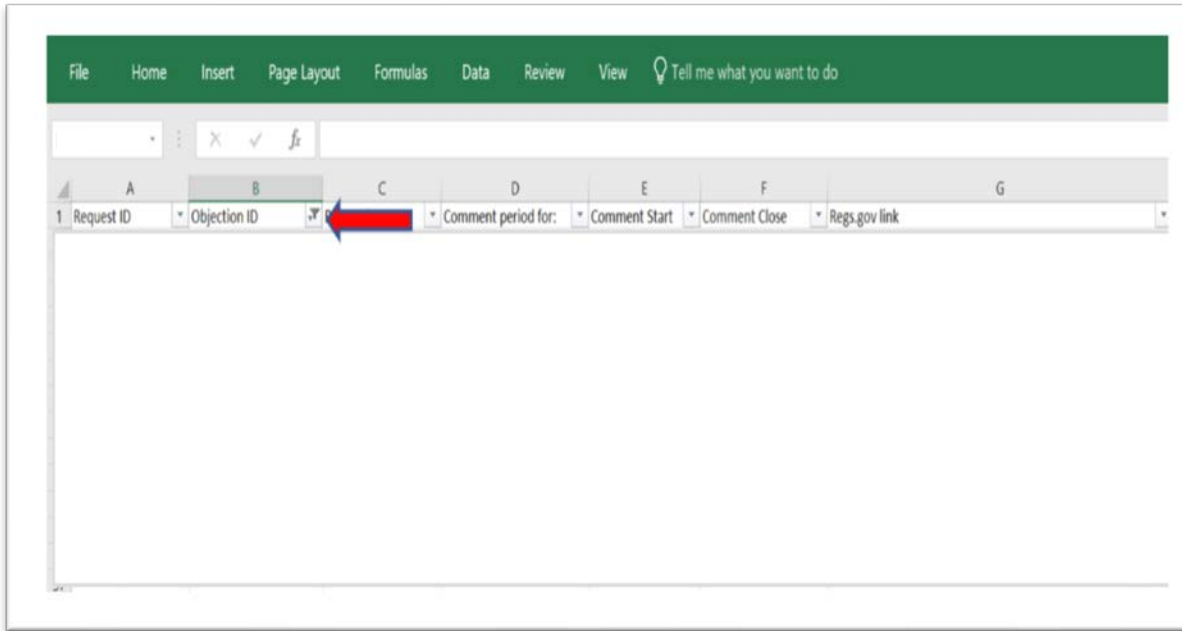 File Home Insert Page Layout Formulas Data Review View Tell me what you want to do
fx
A B C D E F G
1 Request ID Objection ID Comment period for: Comment Start Comment Close Regs.gov link